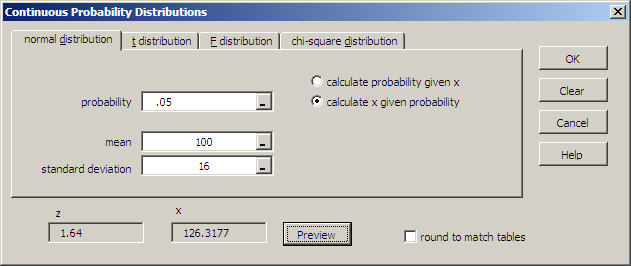 Continuous Probability Distributions
normal distribution t distribution F distribution chi-square distribution
OK
calculate probability given x
Clear
probability .05 calculate x given probability
Cancel
mean 100
Help
standard deviation 16
z x
1.64 126.3177 Preview round to match tables